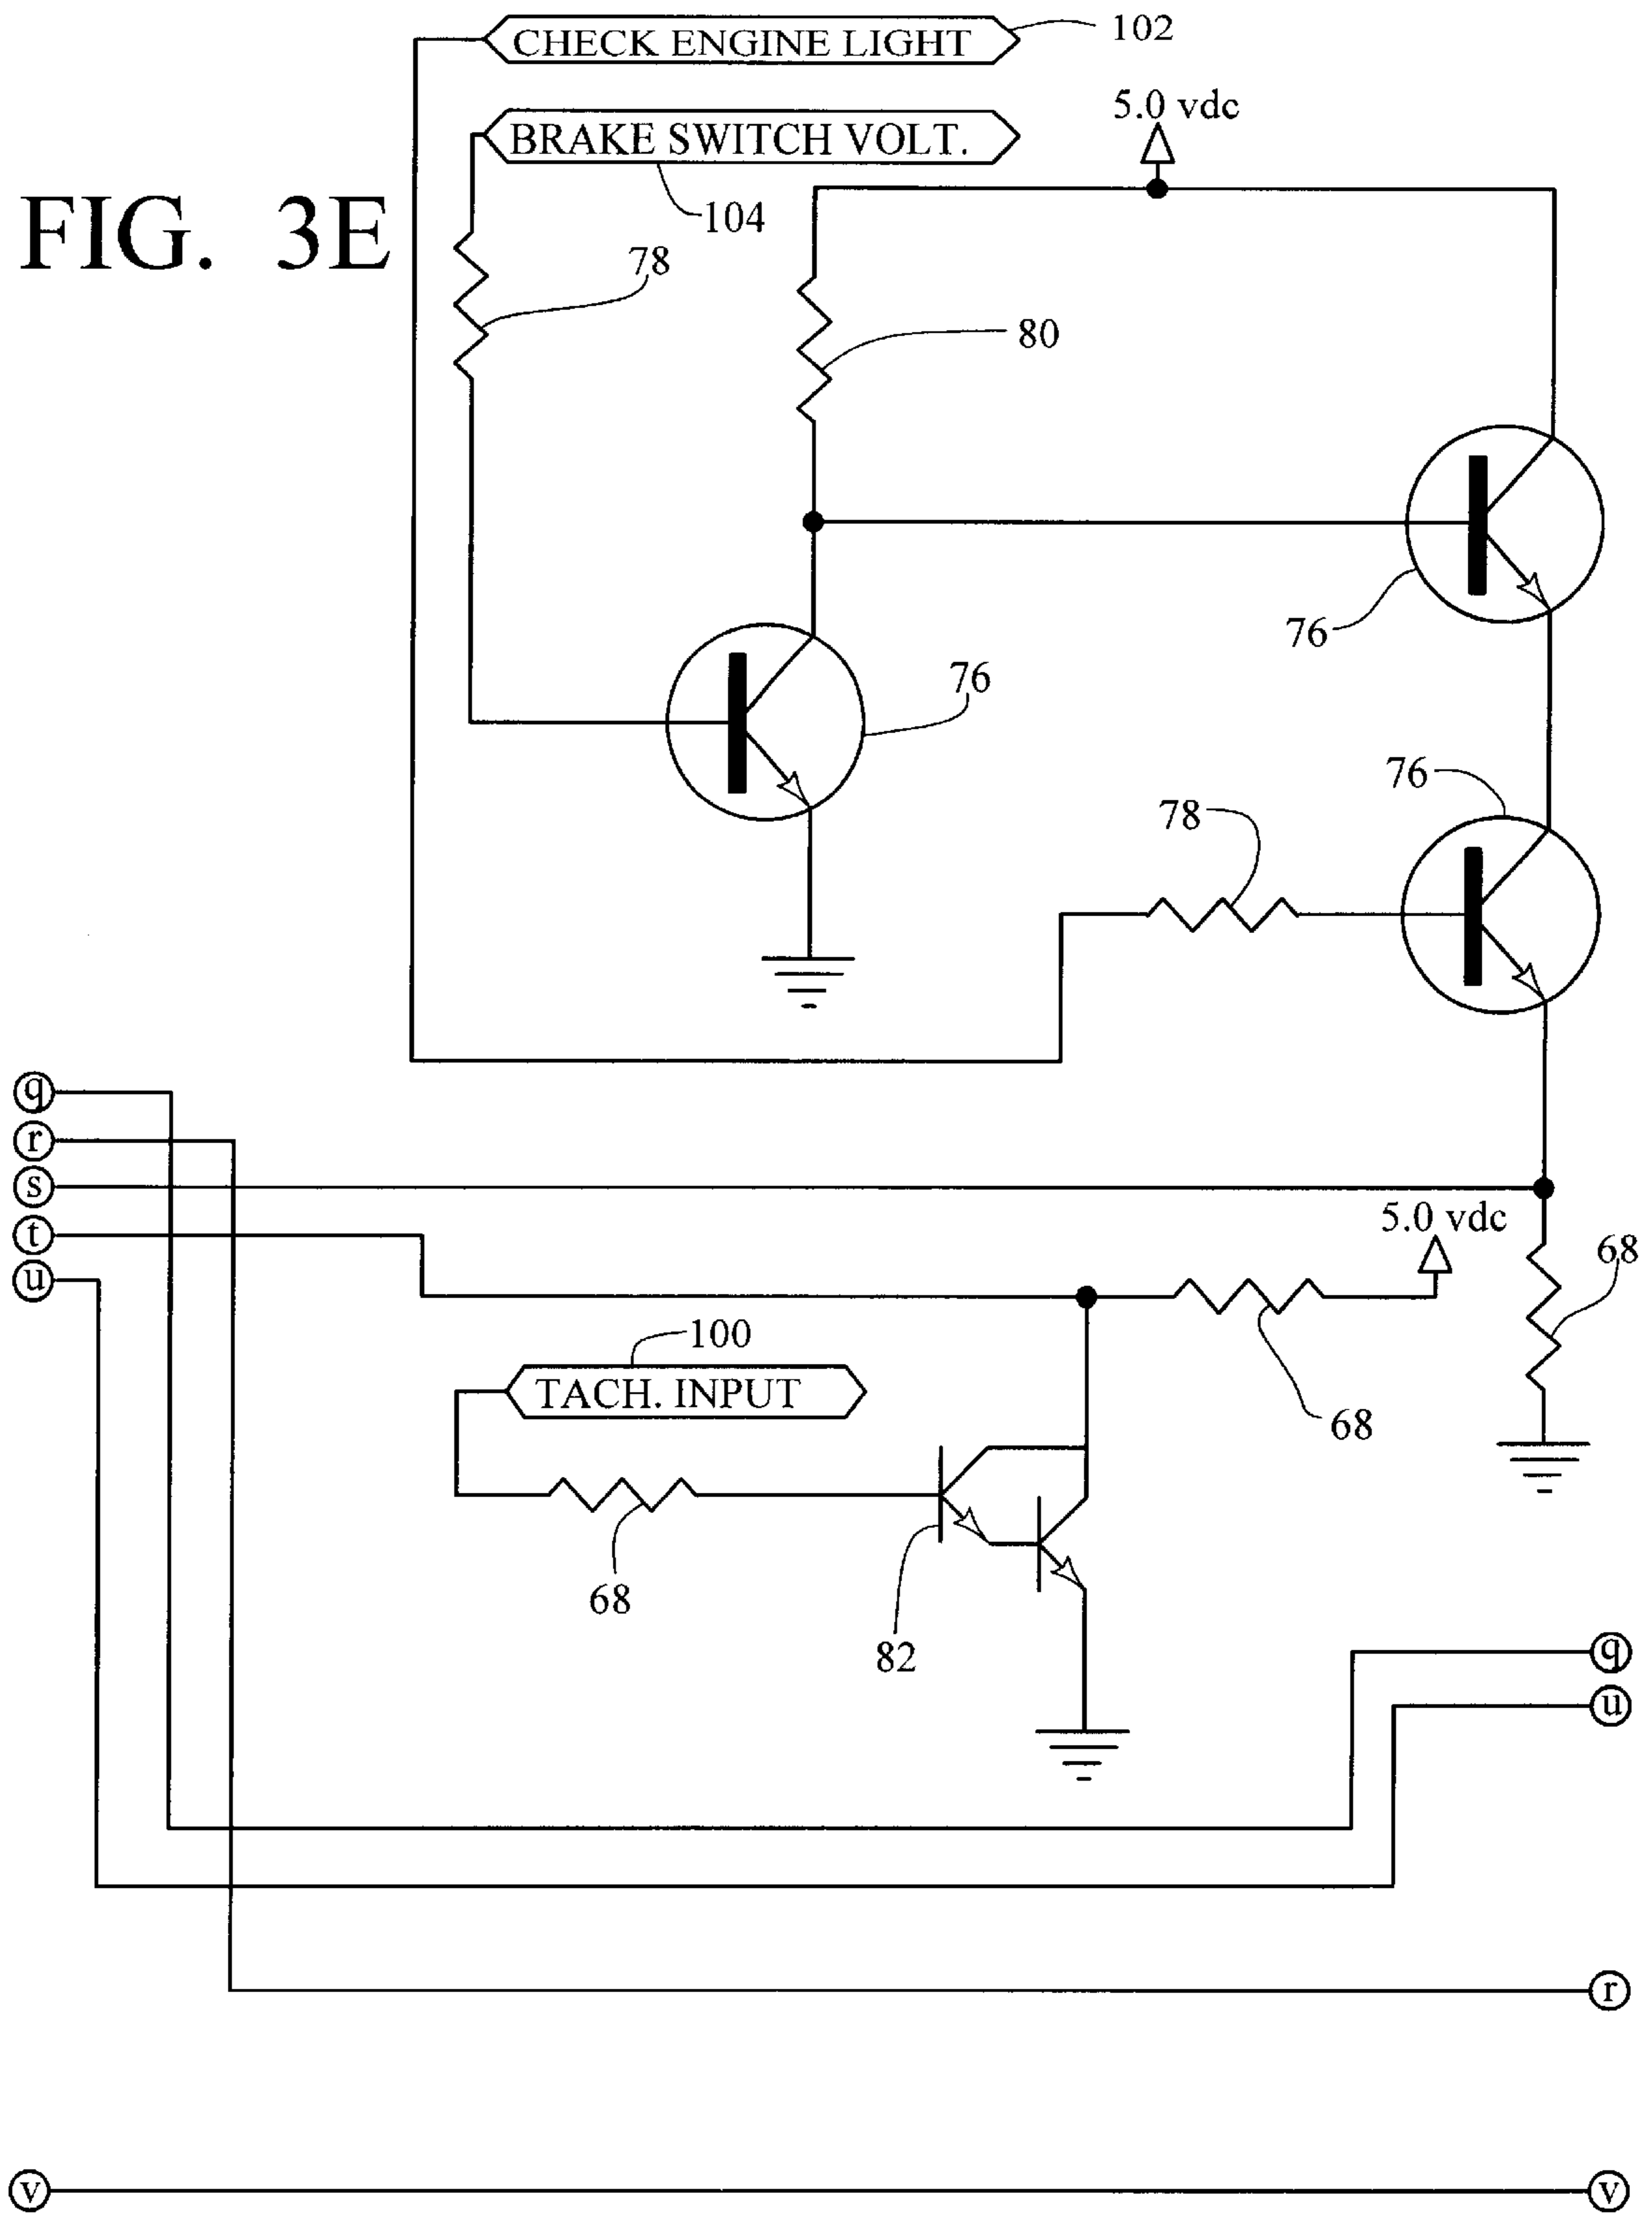 CHECK ENGINE LIGHT
102
5.0 vdc
BRAKE SWITCH VOLT.
104
FIG. 3E
78
80
76
76
76
78
q
r
s
t
u
5.0 vdc
68
100
TACH. INPUT
68
68
82
q
u
r
v
v